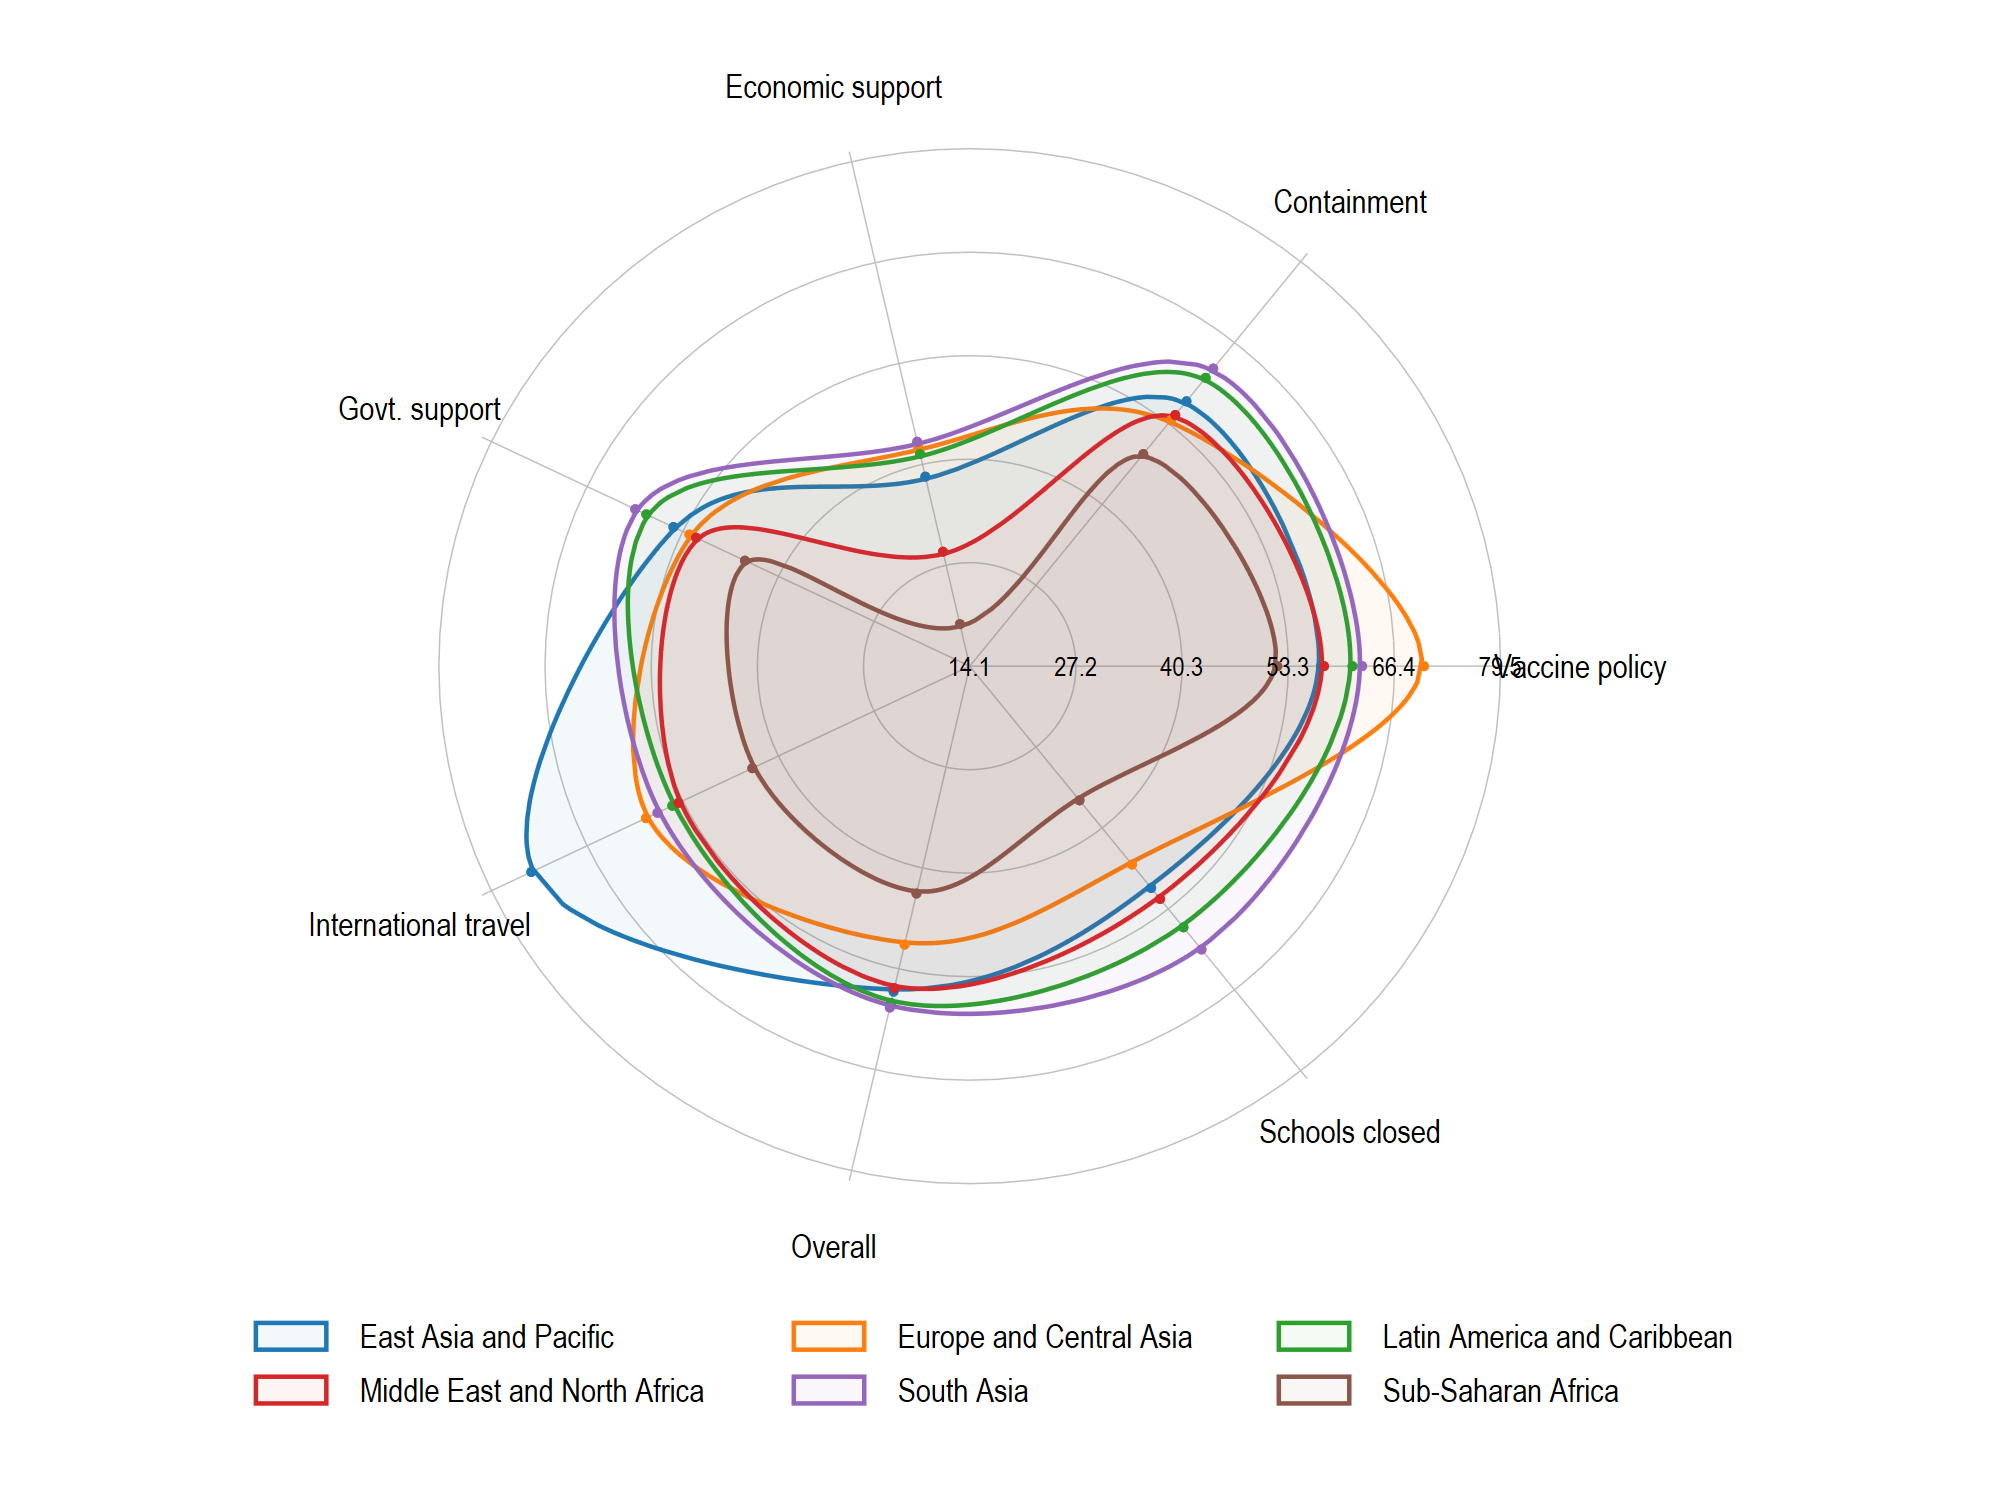 Economic support
Containment
Govt. support
14.1 27.2 40.3 53.3 66.4 79.5 Vaccine policy
International travel
Schools closed
Overall
East Asia and Pacific Europe and Central Asia Latin America and Caribbean
Middle East and North Africa South Asia Sub-Saharan Africa